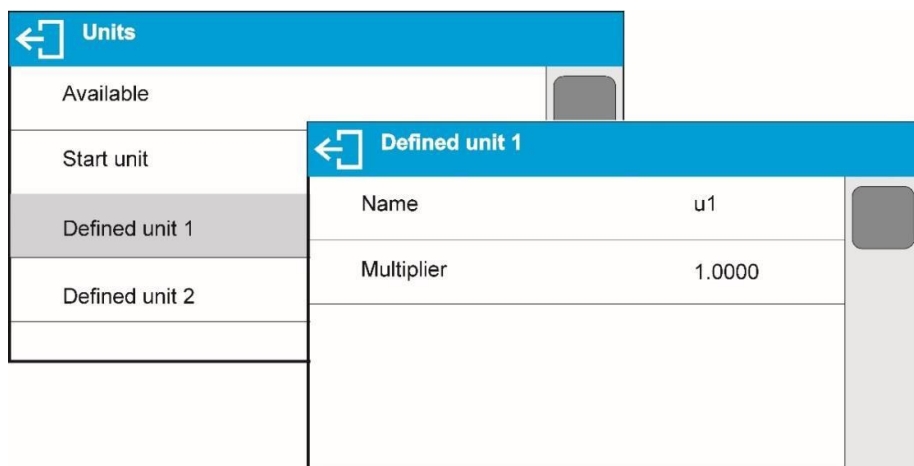 Units
Available
Start unit
Defined unit 1
Defined unit 2
Defined unit 1
Name u1
Multiplier 1.0000